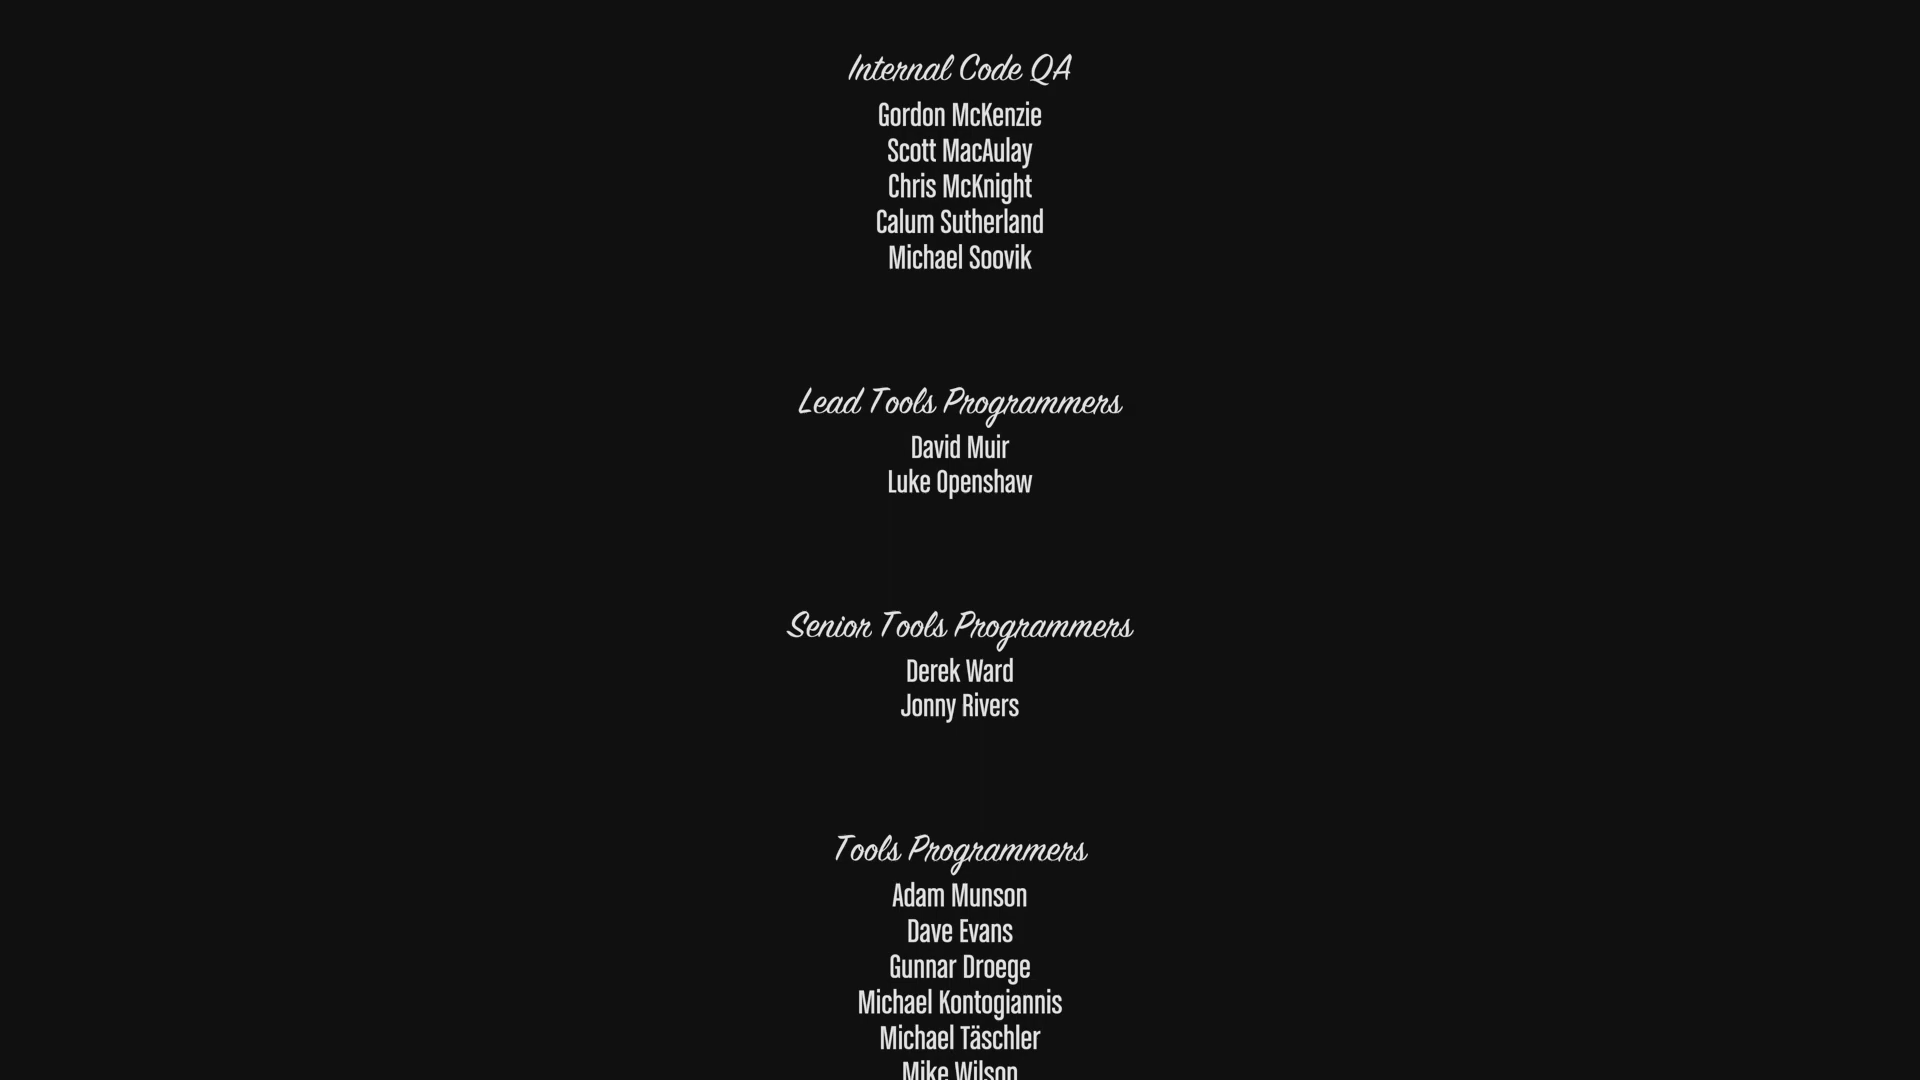 Internal Code QA
Gordon McKenzie
Scott MacAulay
Chris McKnight
Calum Sutherland
Michael Soovik
Lead Tools Programmers
David Muir
Luke Openshaw
Senior Tools Programmers
Derek Ward
Jonny Rivers
Tools Programmers
Adam Munson
Dave Evans
Gunnar Droege
Michael Kontogiannis
Michael Täschler
Mike Wilson